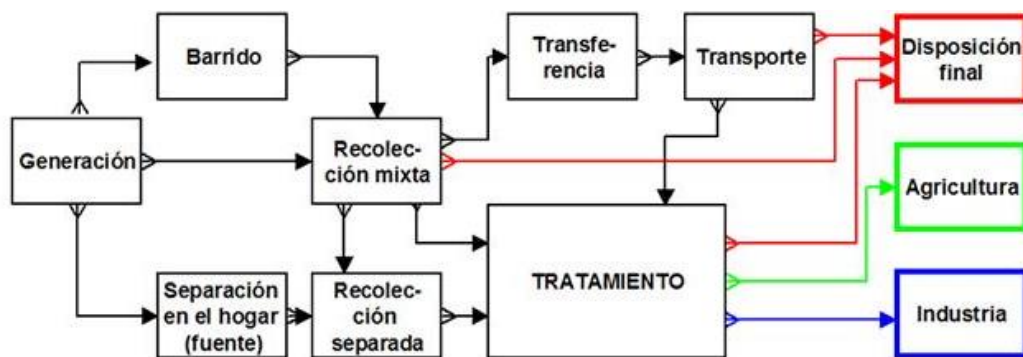 Barrido
Transfe-
rencia
Transporte
Disposición
final
Generación
Recolec-
ción mixta
Agricultura
TRATAMIENTO
Separación
en el hogar
(fuente)
Recolec-
ción
separada
Industria